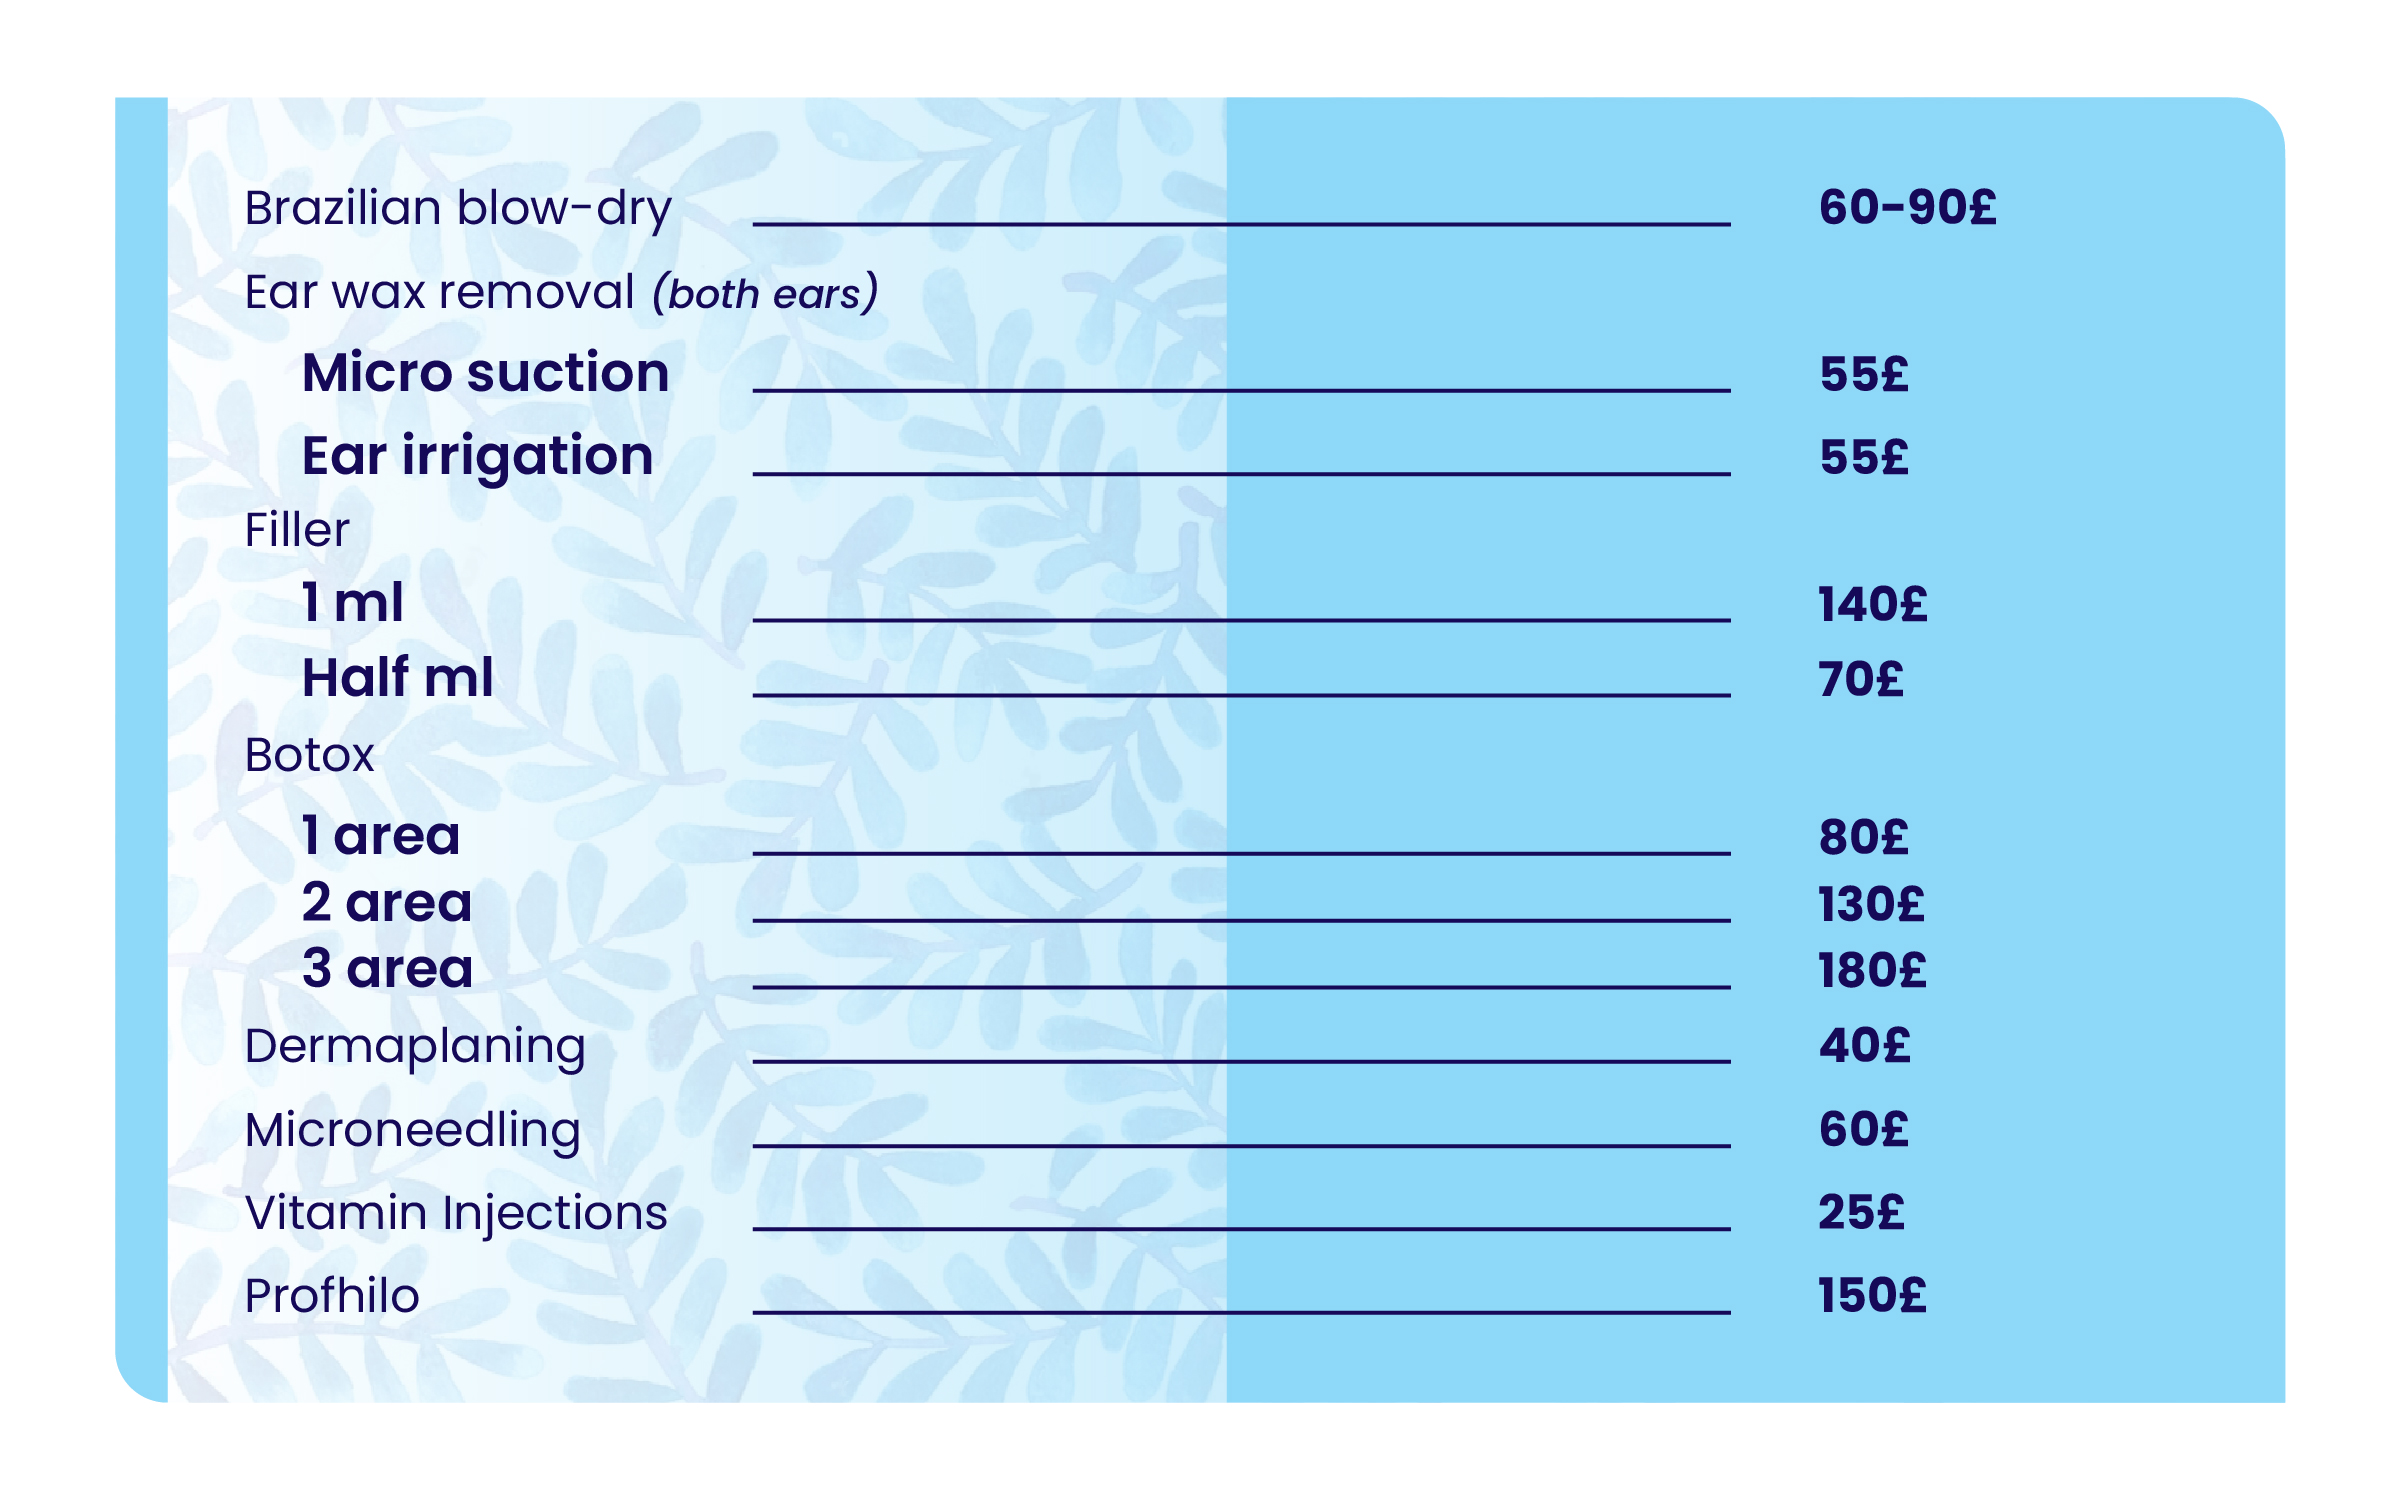 Brazilian blow-dry 60-90£
Ear wax removal (both ears)
Micro suction 55£
Ear irrigation 55£
Filler
1 ml 140£
Half ml 70£
Botox
1 area 80£
2 area 130£
3 area 180£
Dermaplaning 40£
Microneedling 60£
Vitamin Injections 25£
Profhilo 150£